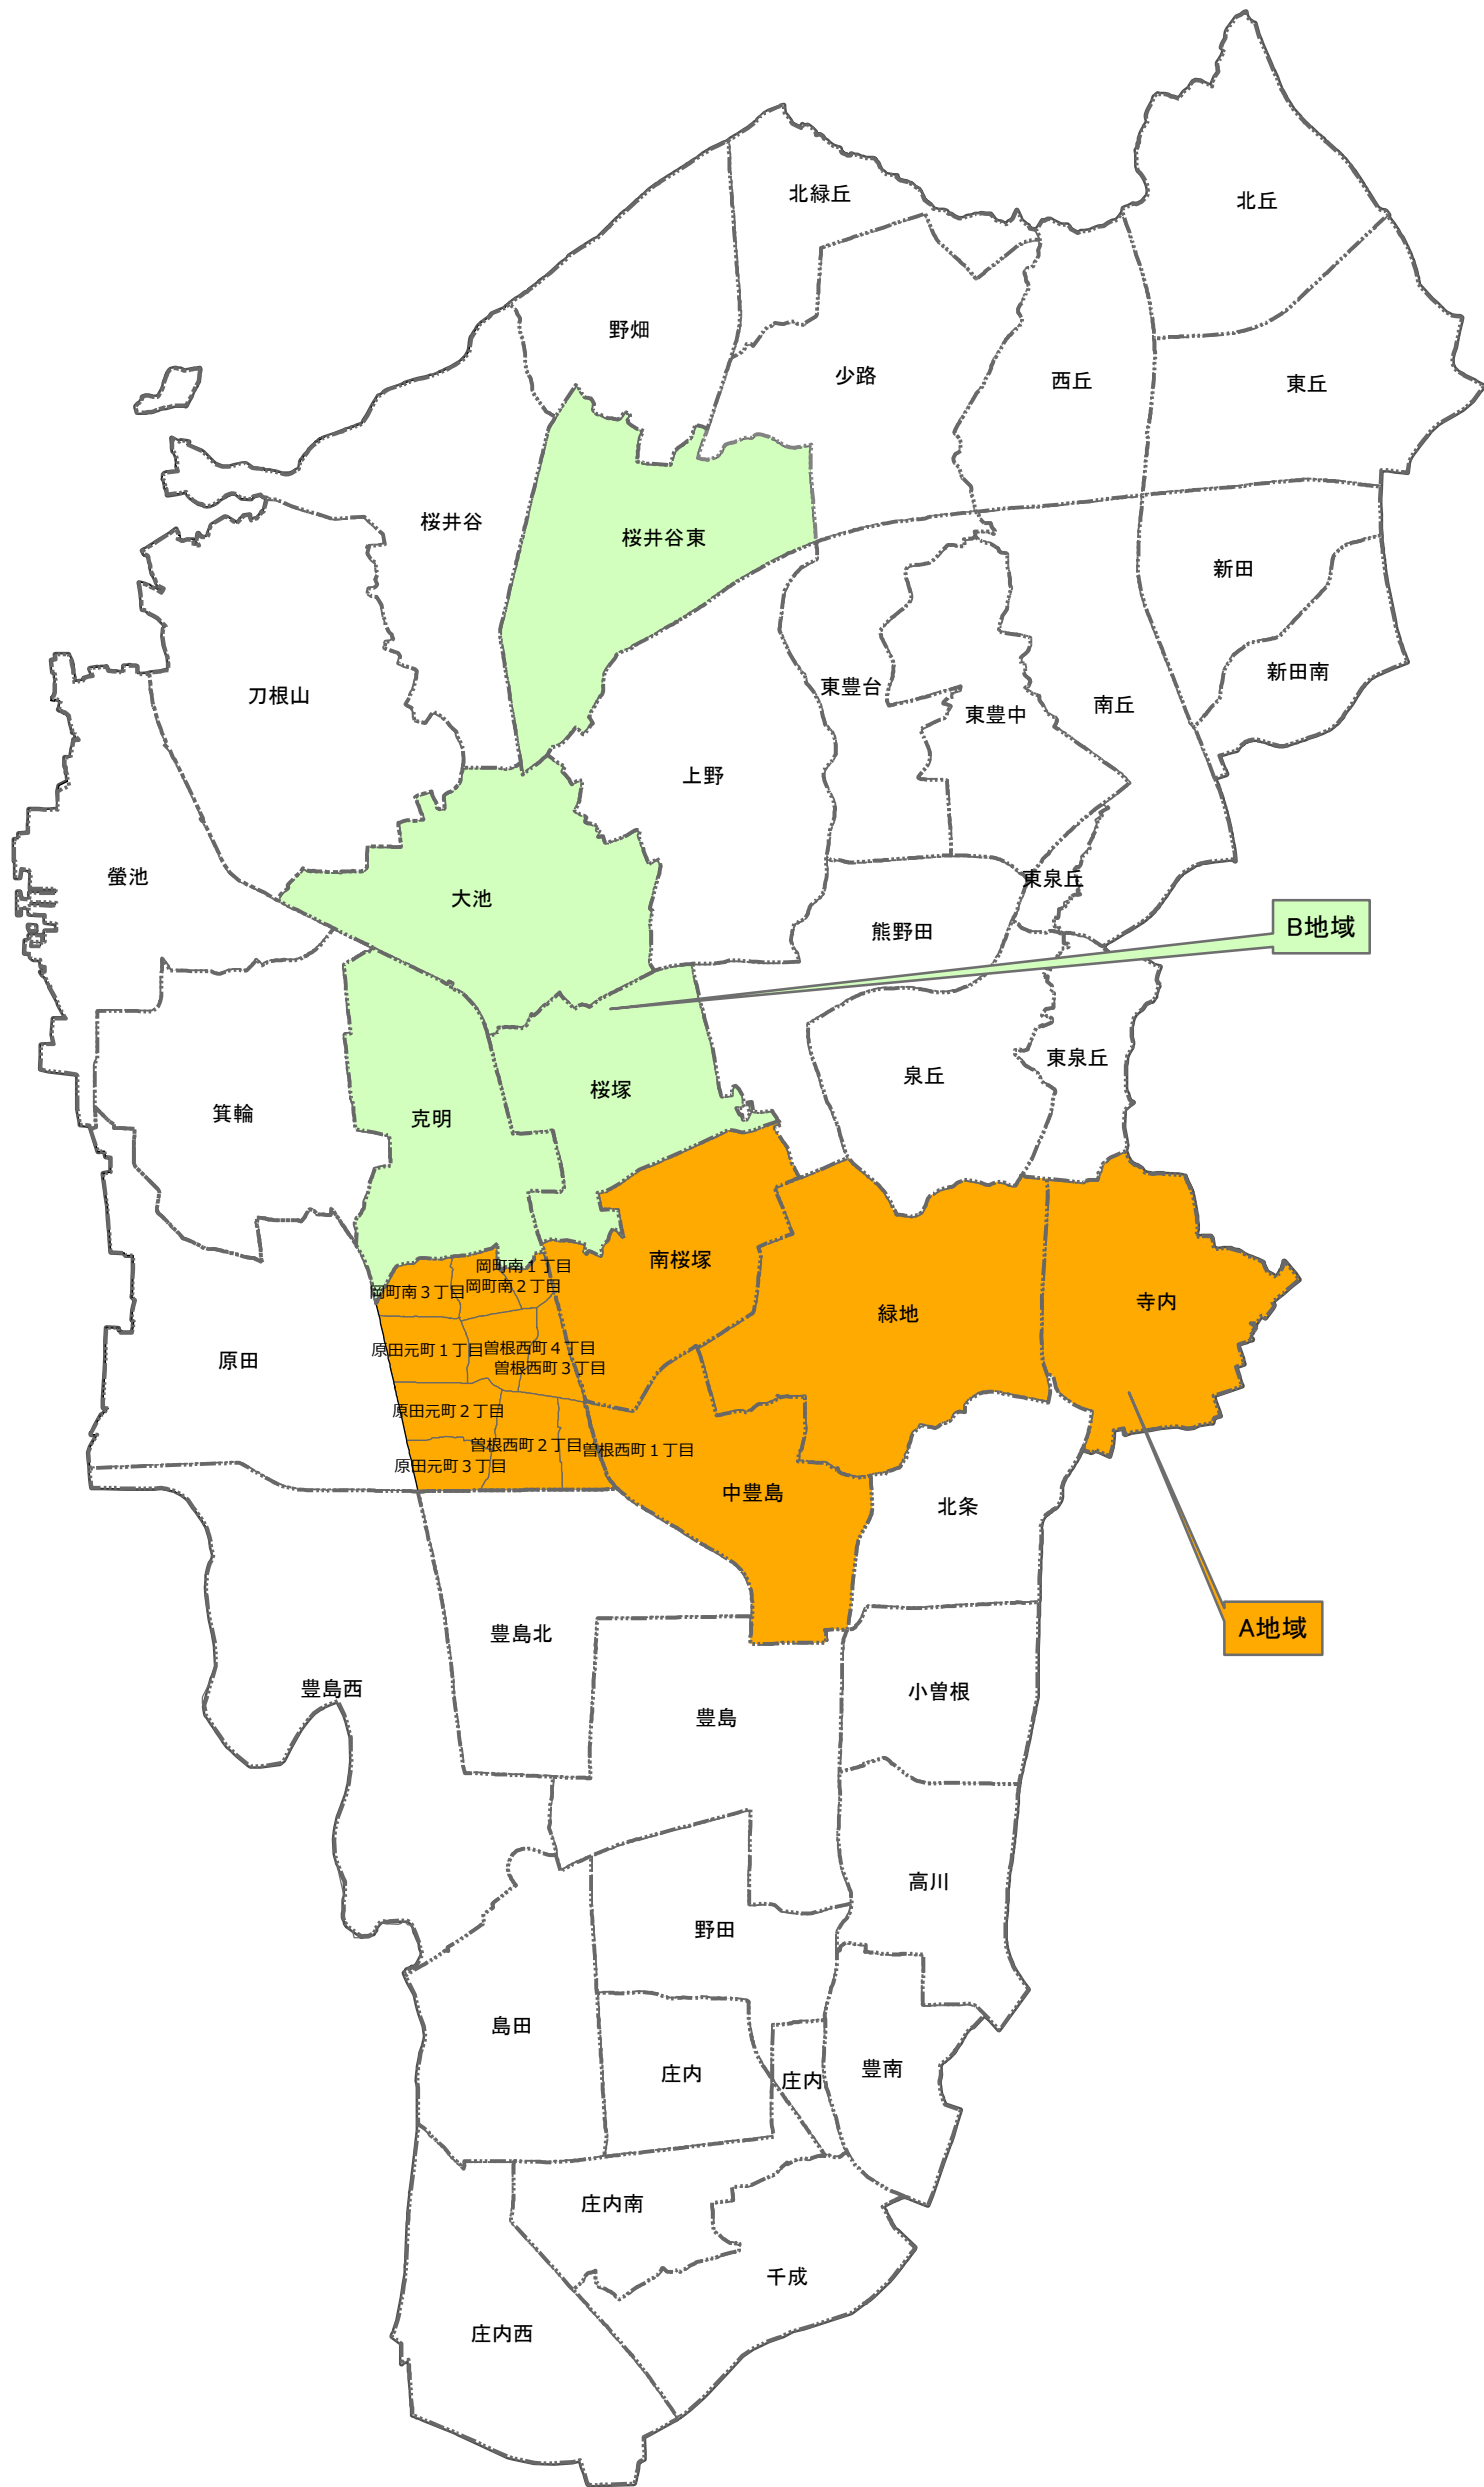 北緑丘
北丘
野畑
少路
西丘
東丘
桜井谷
桜井谷東
新田
新田南
刀根山
東豊台
東豊中
南丘
上野
螢池
大池
東泉丘
熊野田
B地域
泉丘
東泉丘
桜塚
箕輪
克明
南桜塚
岡町南１丁目
岡町南２丁目
岡町南３丁目
緑地
寺内
原田
原田元町１丁目
曽根西町４丁目
曽根西町３丁目
原田元町２丁目
曽根西町２丁目
曽根西町１丁目
原田元町３丁目
中豊島
北条
A地域
豊島北
豊島西
小曽根
豊島
高川
野田
島田
庄内
庄内
豊南
庄内南
千成
庄内西